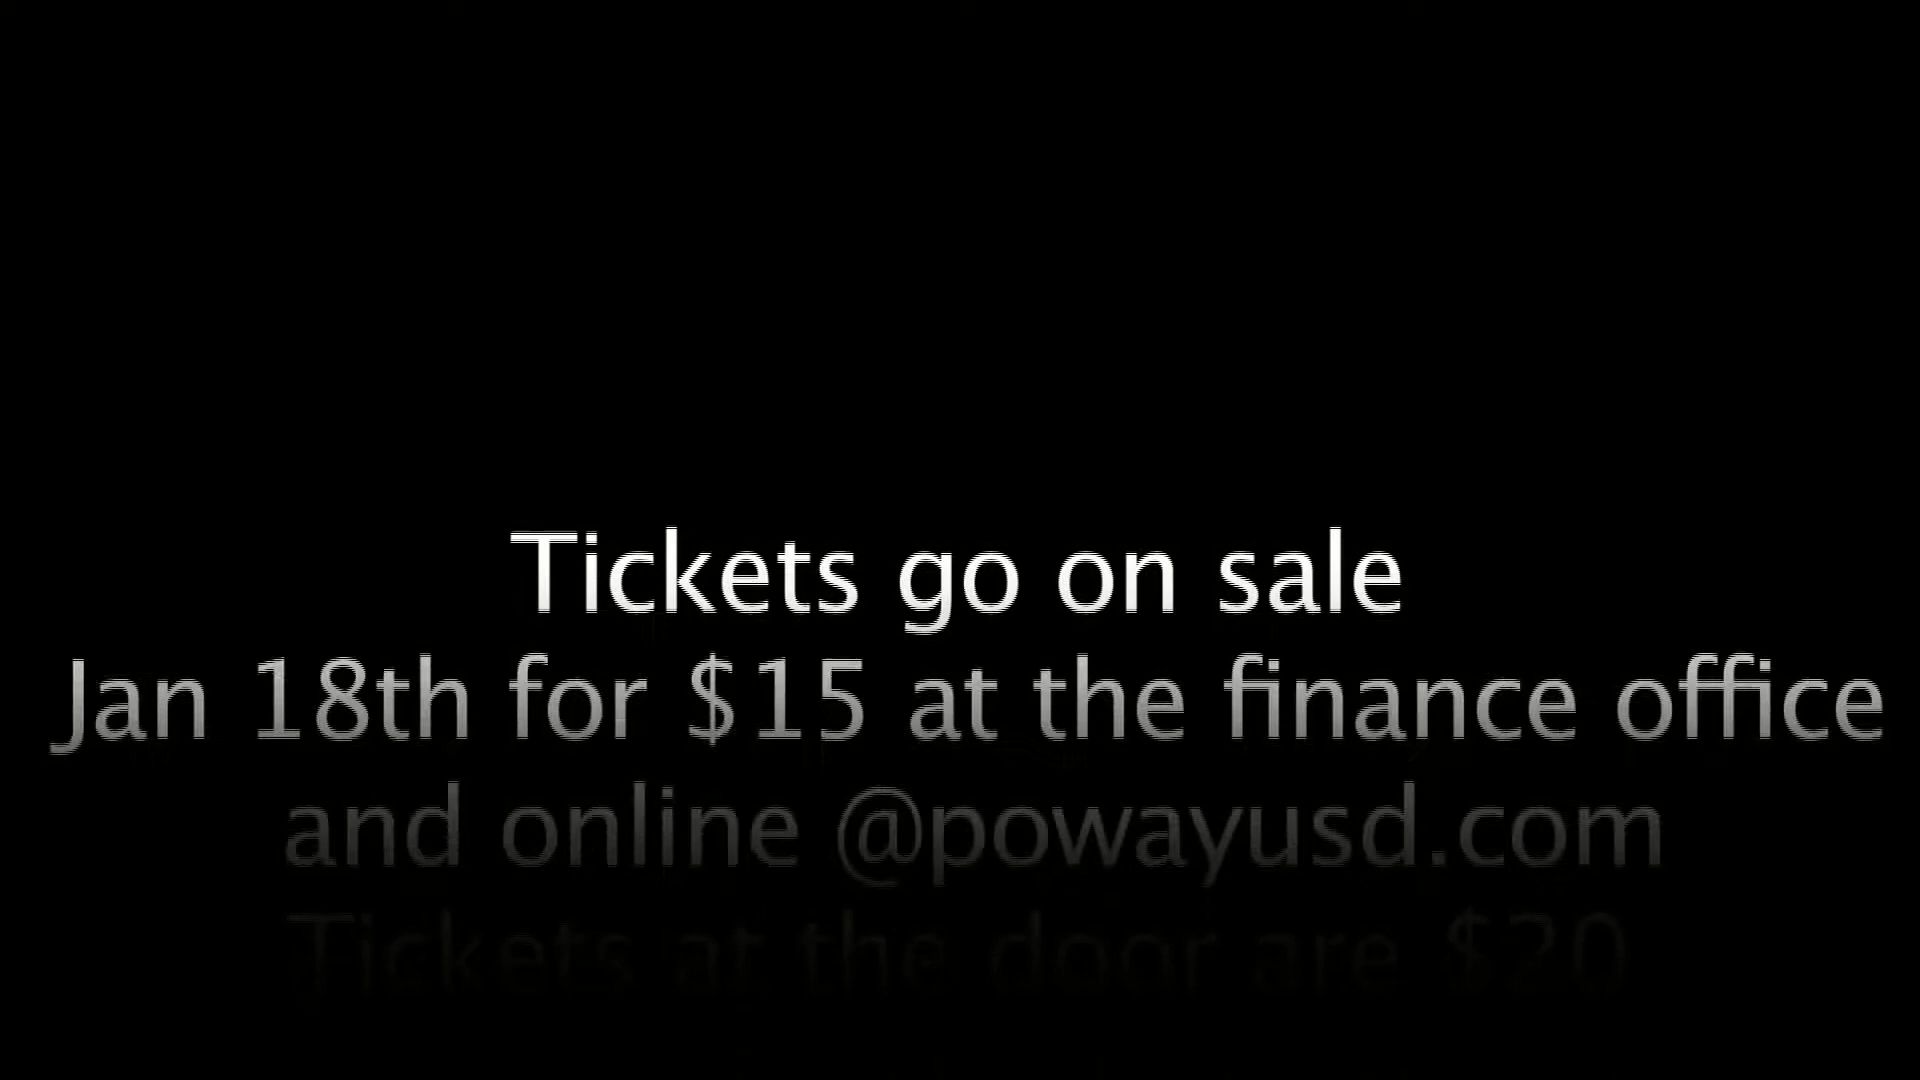 Tickets go on sale
Jan 18th for $15 at the finance office
and online @powayusd.com
Tickets at the door are $20